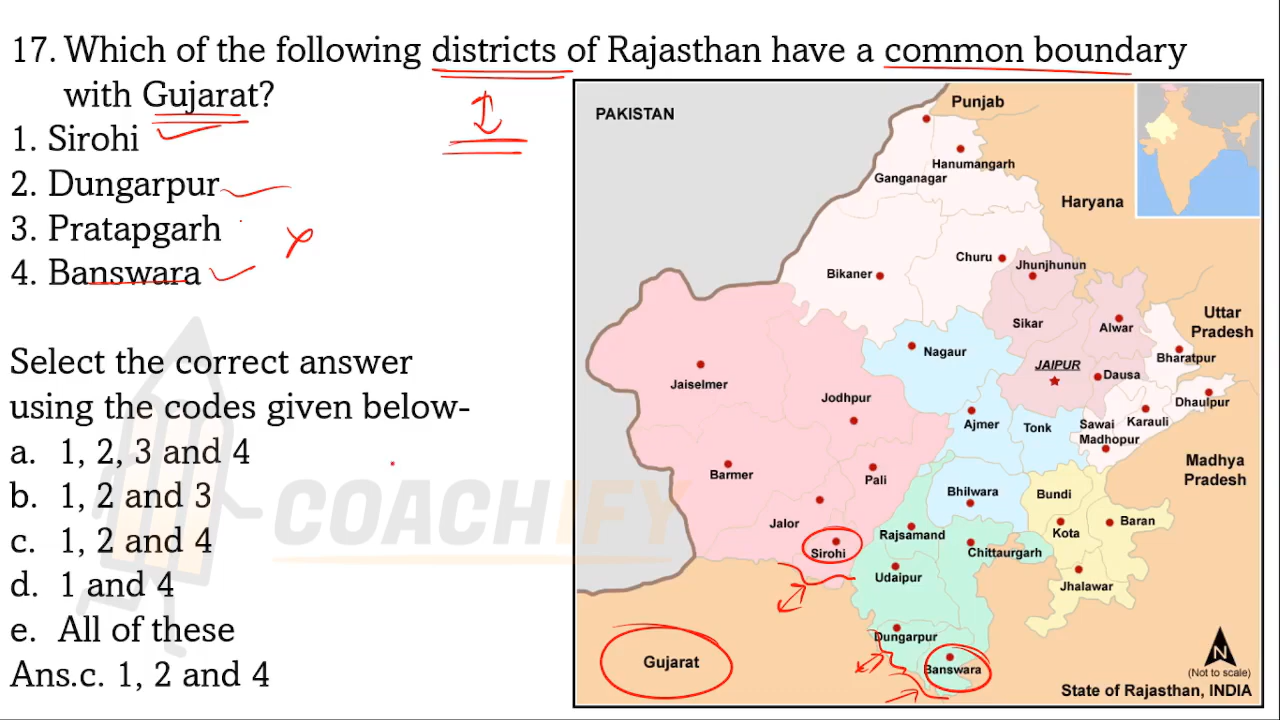 17. Which of the following districts of Rajasthan have a common boundary
with Gujarat?
1. Sirohi
2. Dungarpur
3. Pratapgarh
4. Banswara
Select the correct answer
using the codes given below-
a. 1, 2, 3 and 4
b. 1, 2 and 3
c. 1, 2 and 4
d. 1 and 4
e. All of these
Ans.c. 1, 2 and 4
COACHIFY
PAKISTAN
Punjab
Hanumangarh
Ganganagar
Haryana
Churu
Jhunjhunun
Bikaner
Sikar
Alwar
Uttar
Pradesh
Nagaur
JAIPUR
Bharatpur
Jaiselmer
Dausa
Jodhpur
Dhaulpur
Ajmer
Tonk
Sawai
Madhopur
Karauli
Barmer
Pali
Madhya
Pradesh
Bhilwara
Bundi
Jalor
Rajsamand
Kota
Baran
Sirohi
Chittaurgarh
Udaipur
Jhalawar
Dungarpur
Gujarat
Banswara
N
(Not to scale)
State of Rajasthan, INDIA